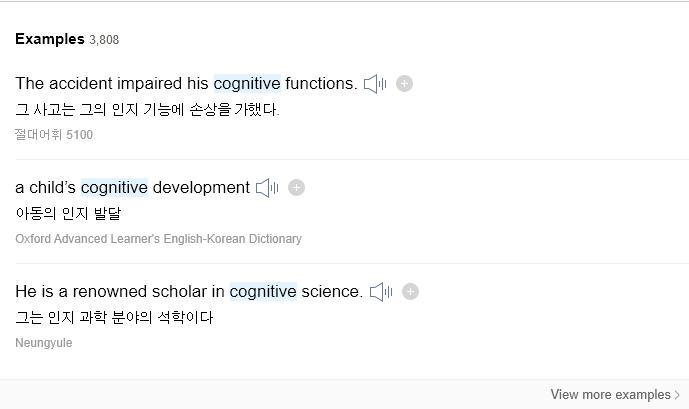 Examples 3,808
The accident impaired his cognitive functions.
그 사고는 그의 인지 기능에 손상을 가했다.
절대어휘 5100
a child’s cognitive development
아동의 인지 발달
Oxford Advanced Learner's English-Korean Dictionary
He is a renowned scholar in cognitive science.
그는 인지 과학 분야의 석학이다
Neungyule
View more examples